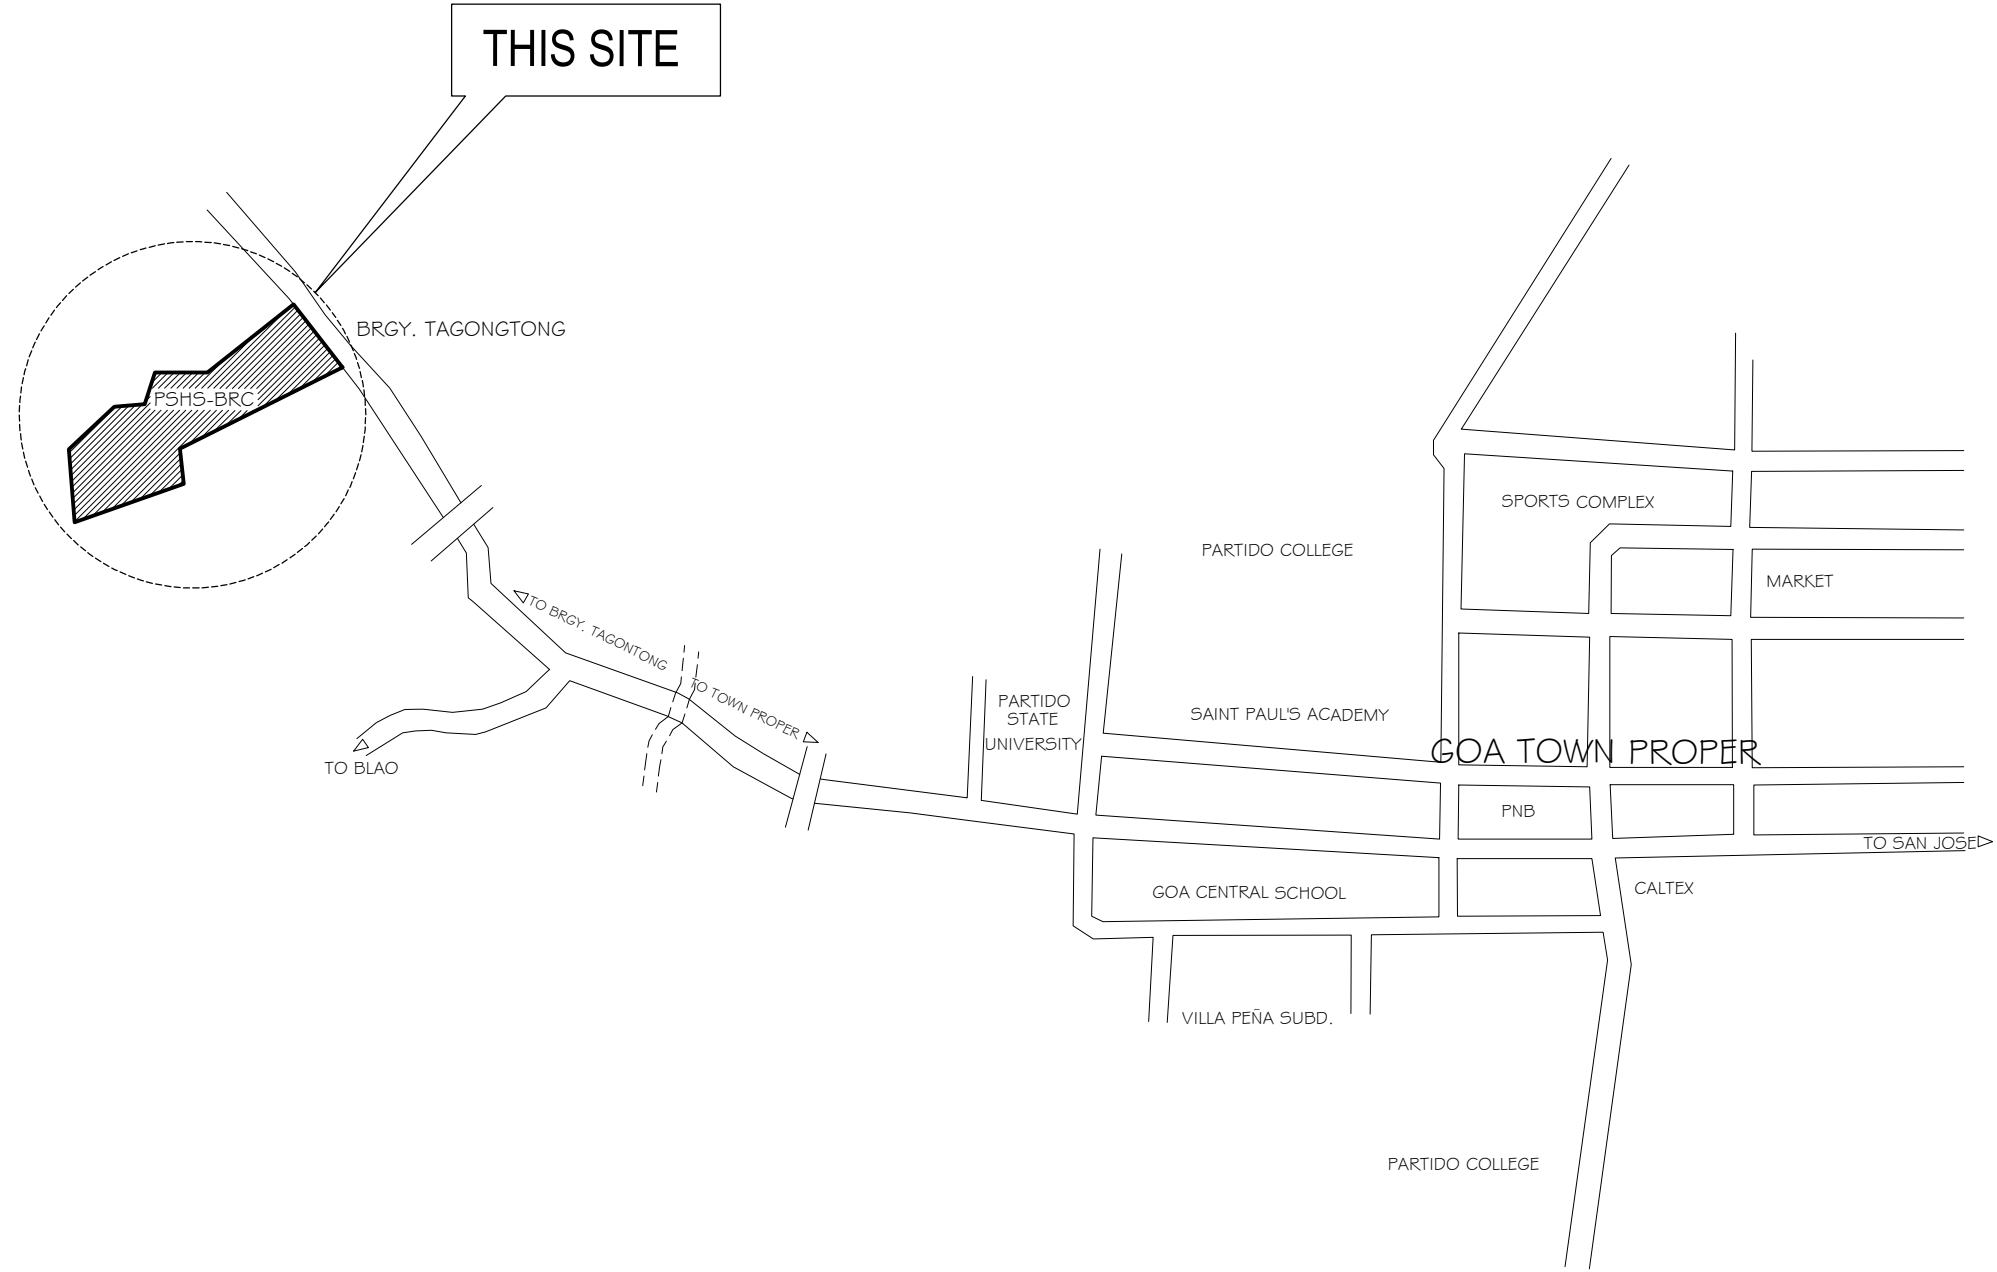 THIS SITE
BRGY. TAGONGTONG
PSHS-BRC
SPORTS COMPLEX
PARTIDO COLLEGE
MARKET
TO BRGY. TAGONTONG
TO TOWN PROPER
TO BLAO
PARTIDO
STATE
UNIVERSITY
SAINT PAUL'S ACADEMY
GOA TOWN PROPER
PNB
TO SAN JOSE
GOA CENTRAL SCHOOL
CALTEX
VILLA PEÑA SUBD.
PARTIDO COLLEGE